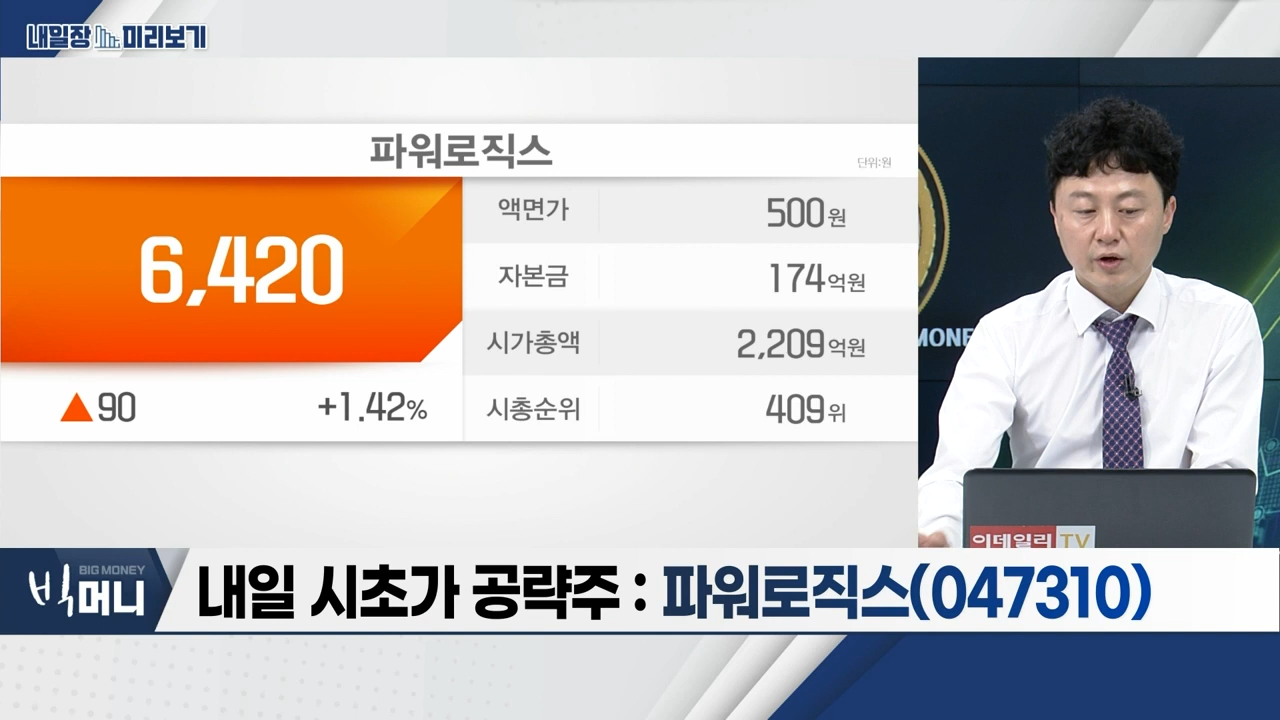 내일장 미리보기
파워로직스
단위:원
6,420
▲90 +1.42%
액면가 500원
자본금 174억원
시가총액 2,209억원
시총순위 409위
MONEY
이데일리 TV
BIG MONEY
빅머니
내일 시초가 공략주 : 파워로직스(047310)